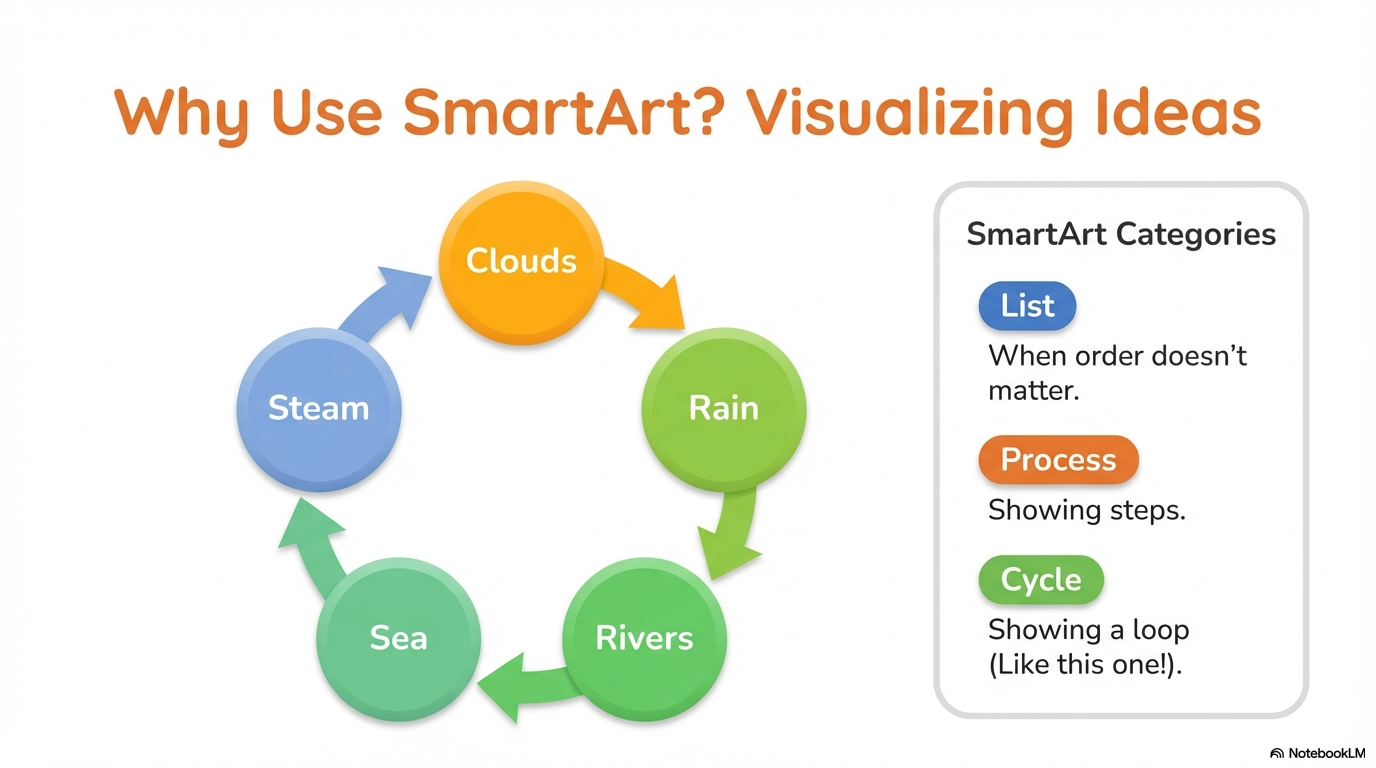 Why Use SmartArt? Visualizing Ideas
Clouds
Rain
Rivers
Sea
Steam
SmartArt Categories
List
When order doesn’t
matter.
Process
Showing steps.
Cycle
Showing a loop
(Like this one!).
NotebookLM